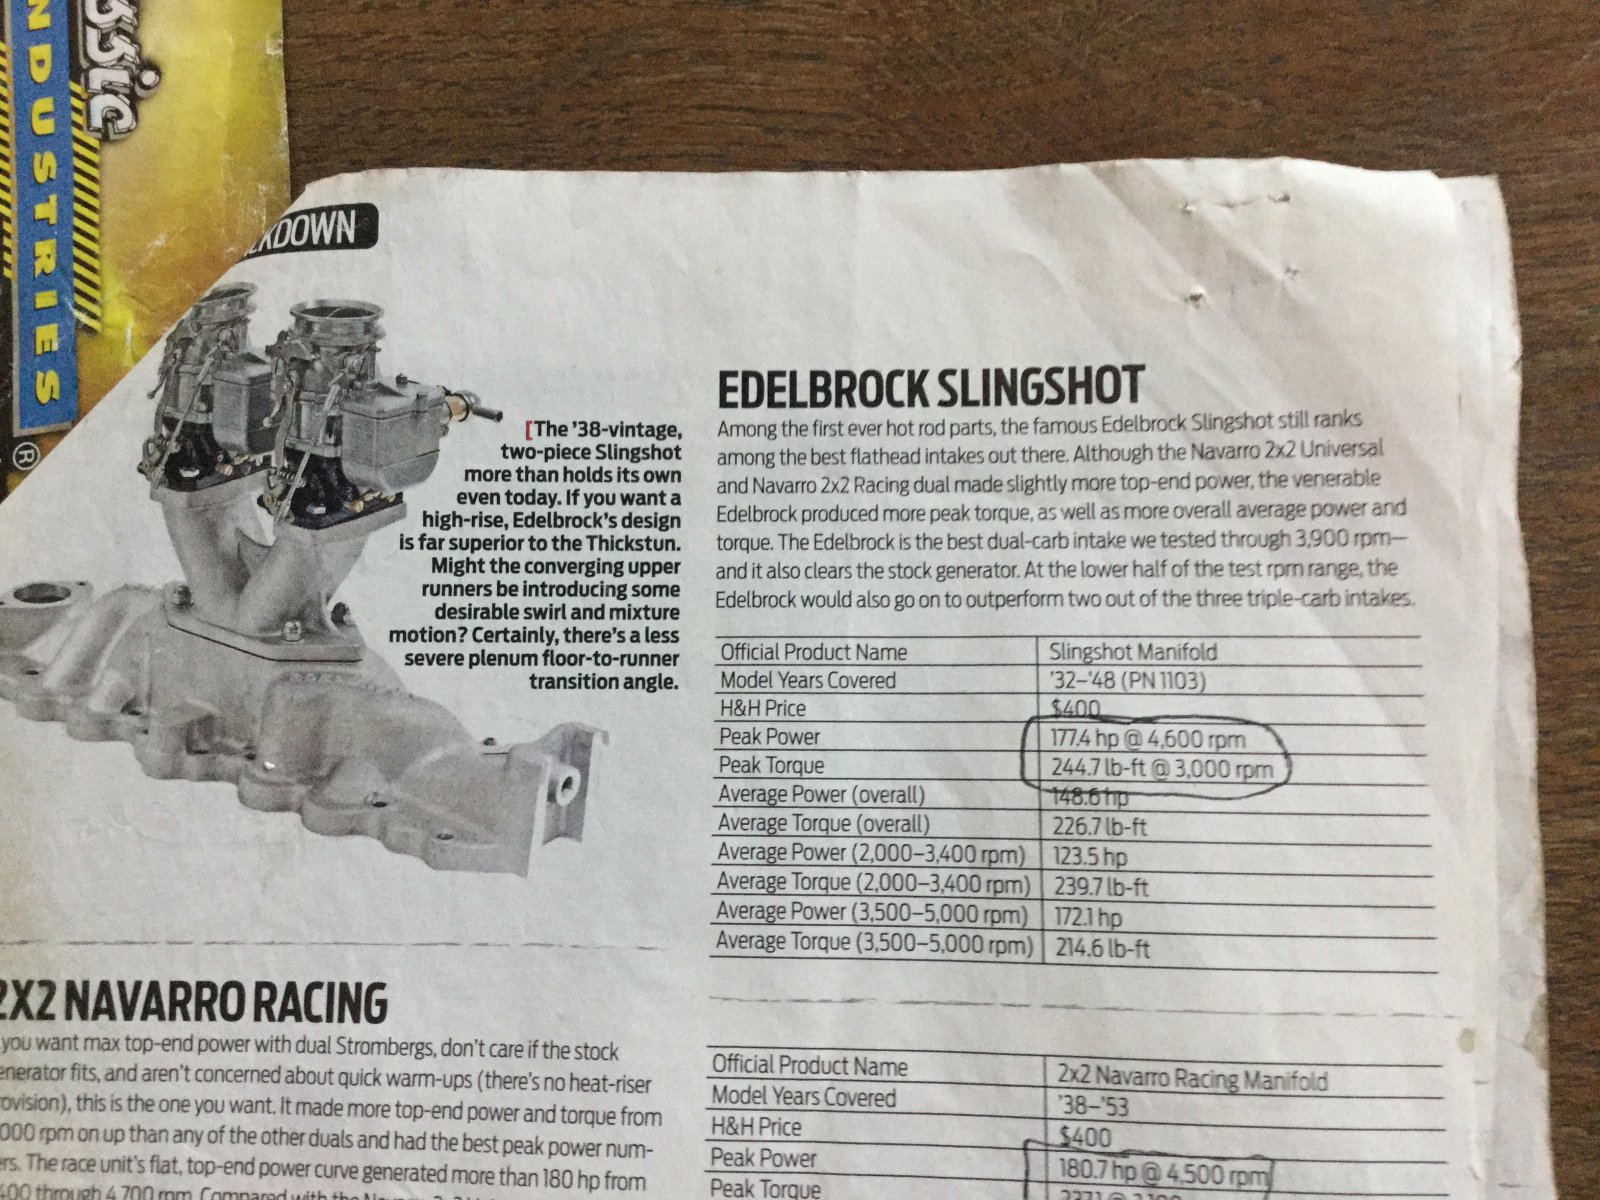 ssic
NDUSTRIES
®
KDOWN
[The ’38-vintage,
two-piece Slingshot
more than holds its own
even today. If you want a
high-rise, Edelbrock’s design
is far superior to the Thickstun.
Might the converging upper
runners be introducing some
desirable swirl and mixture
motion? Certainly, there’s a less
severe plenum floor-to-runner
transition angle.
EDELBROCK SLINGSHOT
Among the first ever hot rod parts, the famous Edelbrock Slingshot still ranks
among the best flathead intakes out there. Although the Navarro 2x2 Universal
and Navarro 2x2 Racing dual made slightly more top-end power, the venerable
Edelbrock produced more peak torque, as well as more overall average power and
torque. The Edelbrock is the best dual-carb intake we tested through 3,900 rpm—
and it also clears the stock generator. At the lower half of the test rpm range, the
Edelbrock would also go on to outperform two out of the three triple-carb intakes.
Official Product Name Slingshot Manifold
Model Years Covered ’32–’48 (PN 1103)
H&H Price $400
Peak Power 177.4 hp @ 4,600 rpm
Peak Torque 244.7 lb-ft @ 3,000 rpm
Average Power (overall) 148.6 hp
Average Torque (overall) 226.7 lb-ft
Average Power (2,000–3,400 rpm) 123.5 hp
Average Torque (2,000–3,400 rpm) 239.7 lb-ft
Average Power (3,500–5,000 rpm) 172.1 hp
Average Torque (3,500–5,000 rpm) 214.6 lb-ft
2X2 NAVARRO RACING
you want max top-end power with dual Strombergs, don’t care if the stock
enerator fits, and aren’t concerned about quick warm-ups (there’s no heat-riser
ovision), this is the one you want. It made more top-end power and torque from
000 rpm on up than any of the other duals and had the best peak power num-
ers. The race unit’s flat, top-end power curve generated more than 180 hp from
400 through 4,700 rpm. Compared with the
Official Product Name 2x2 Navarro Racing Manifold
Model Years Covered ’38–’53
H&H Price $400
Peak Power 180.7 hp @ 4,500 rpm
Peak Torque